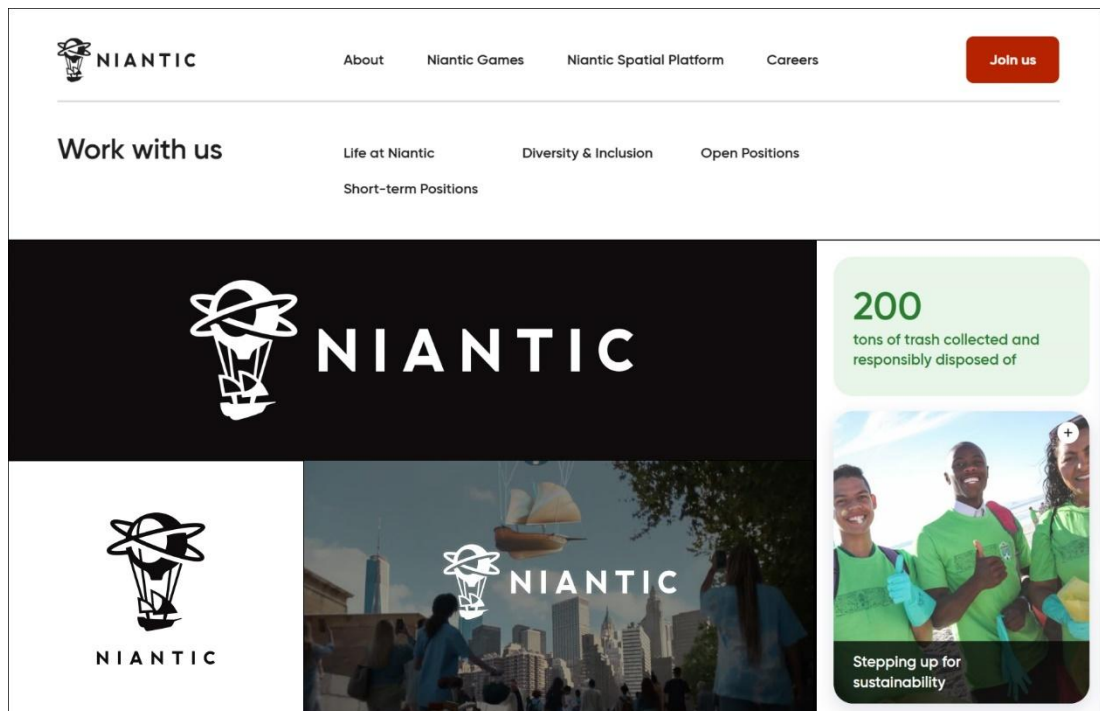 NIANTIC
About
Niantic Games
Niantic Spatial Platform
Careers
Join us
Work with us
Life at Niantic
Diversity & Inclusion
Open Positions
Short-term Positions
NIANTIC
200
tons of trash collected and
responsibly disposed of
NIANTIC
NIANTIC
Stepping up for
sustainability